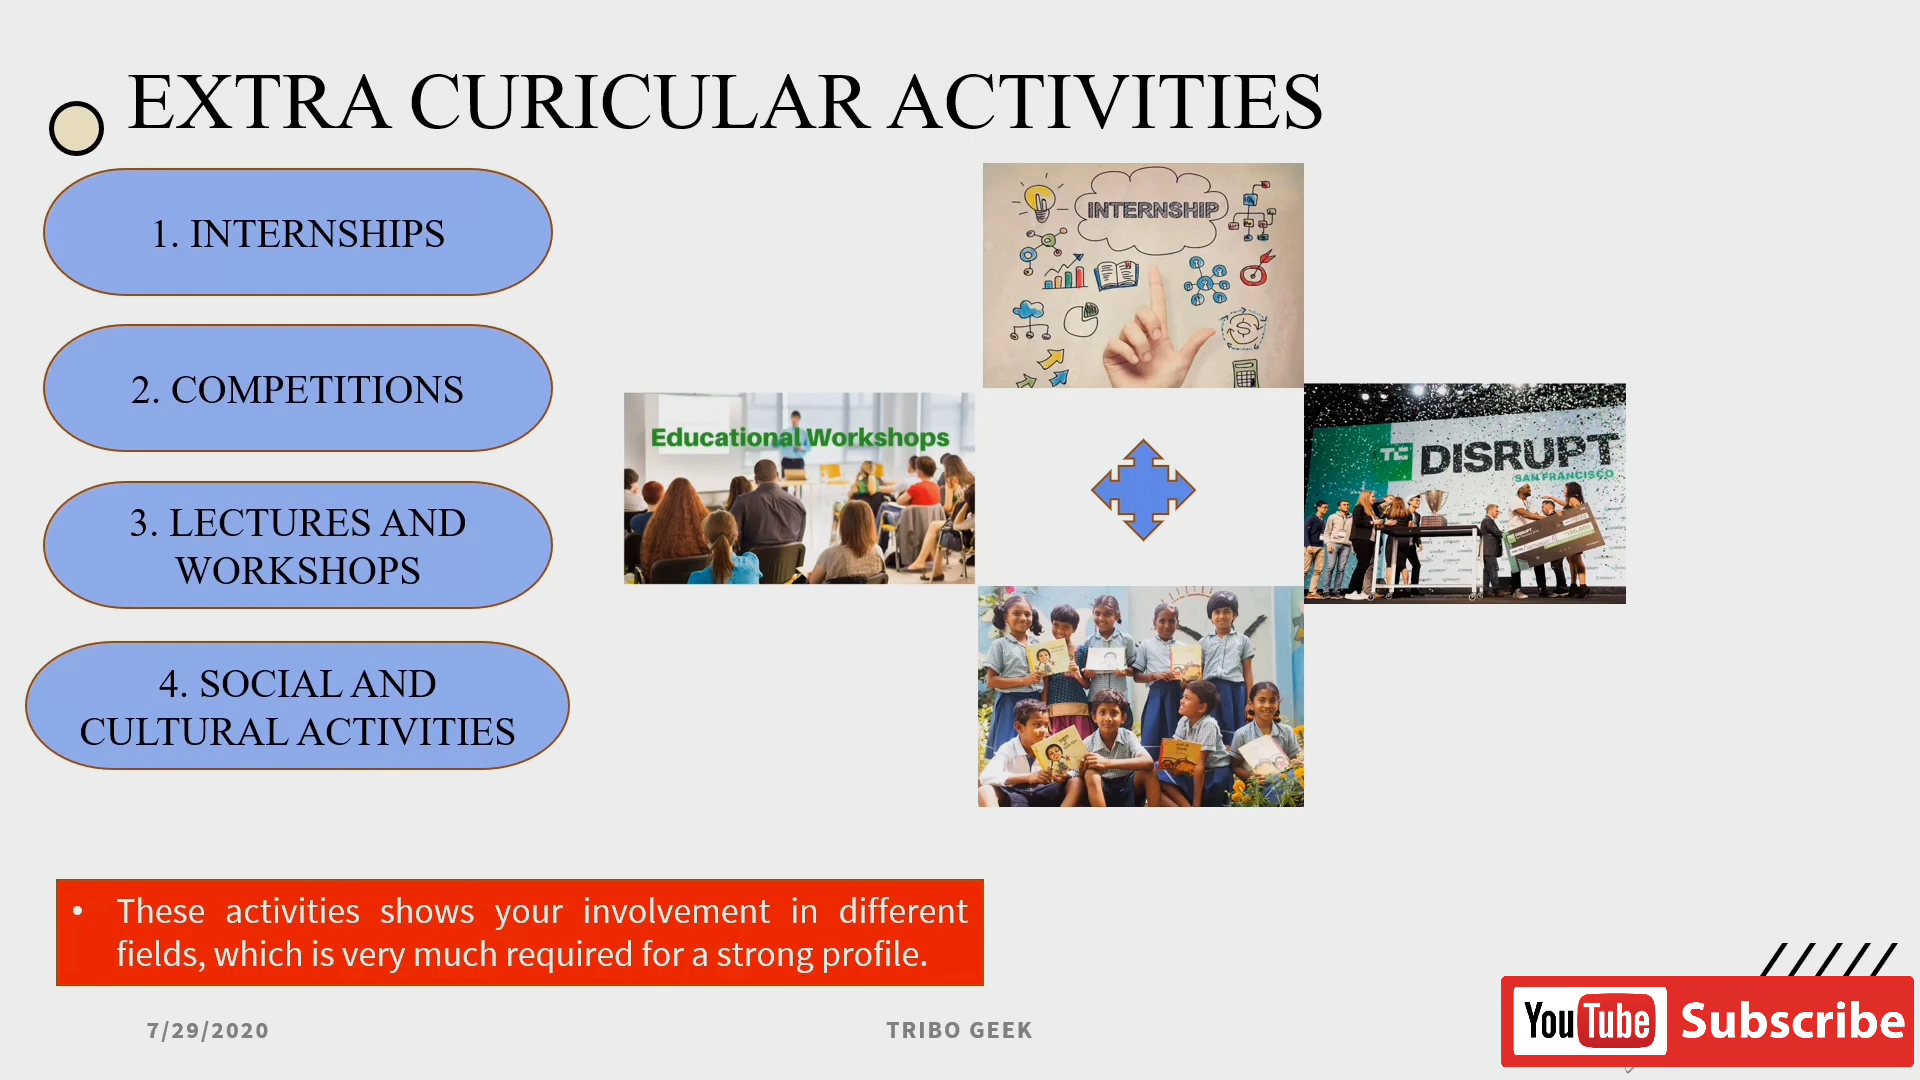 EXTRA CURICULAR ACTIVITIES
1. INTERNSHIPS
2. COMPETITIONS
3. LECTURES AND
WORKSHOPS
4. SOCIAL AND
CULTURAL ACTIVITIES
INTERNSHIP
Educational Workshops
TC DISRUPT
SAN FRANCISCO
• These activities shows your involvement in different
fields, which is very much required for a strong profile.
7/29/2020
TRIBO GEEK
YouTube Subscribe